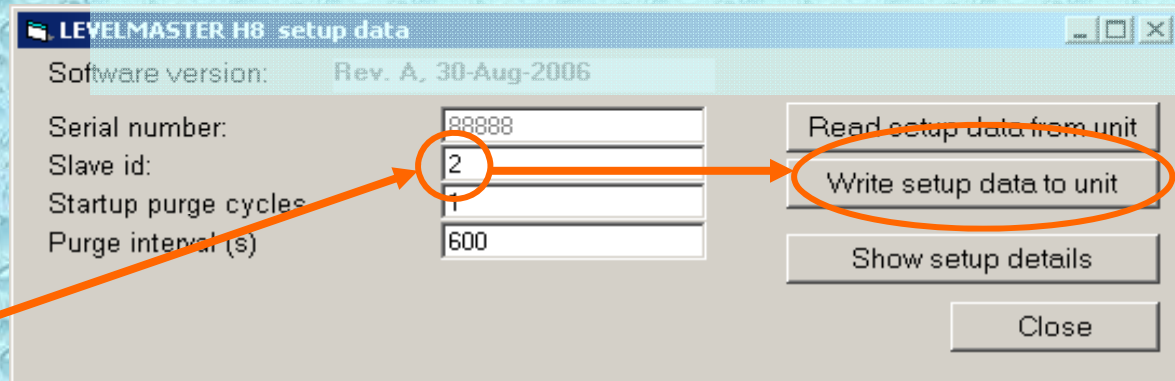 LEVELMASTER H8 setup data
Software version: Rev. A, 30-Aug-2006
Serial number: 88888
Read setup data from unit
Slave id: 2
Write setup data to unit
Startup purge cycles 1
Purge interval (s) 600
Show setup details
Close